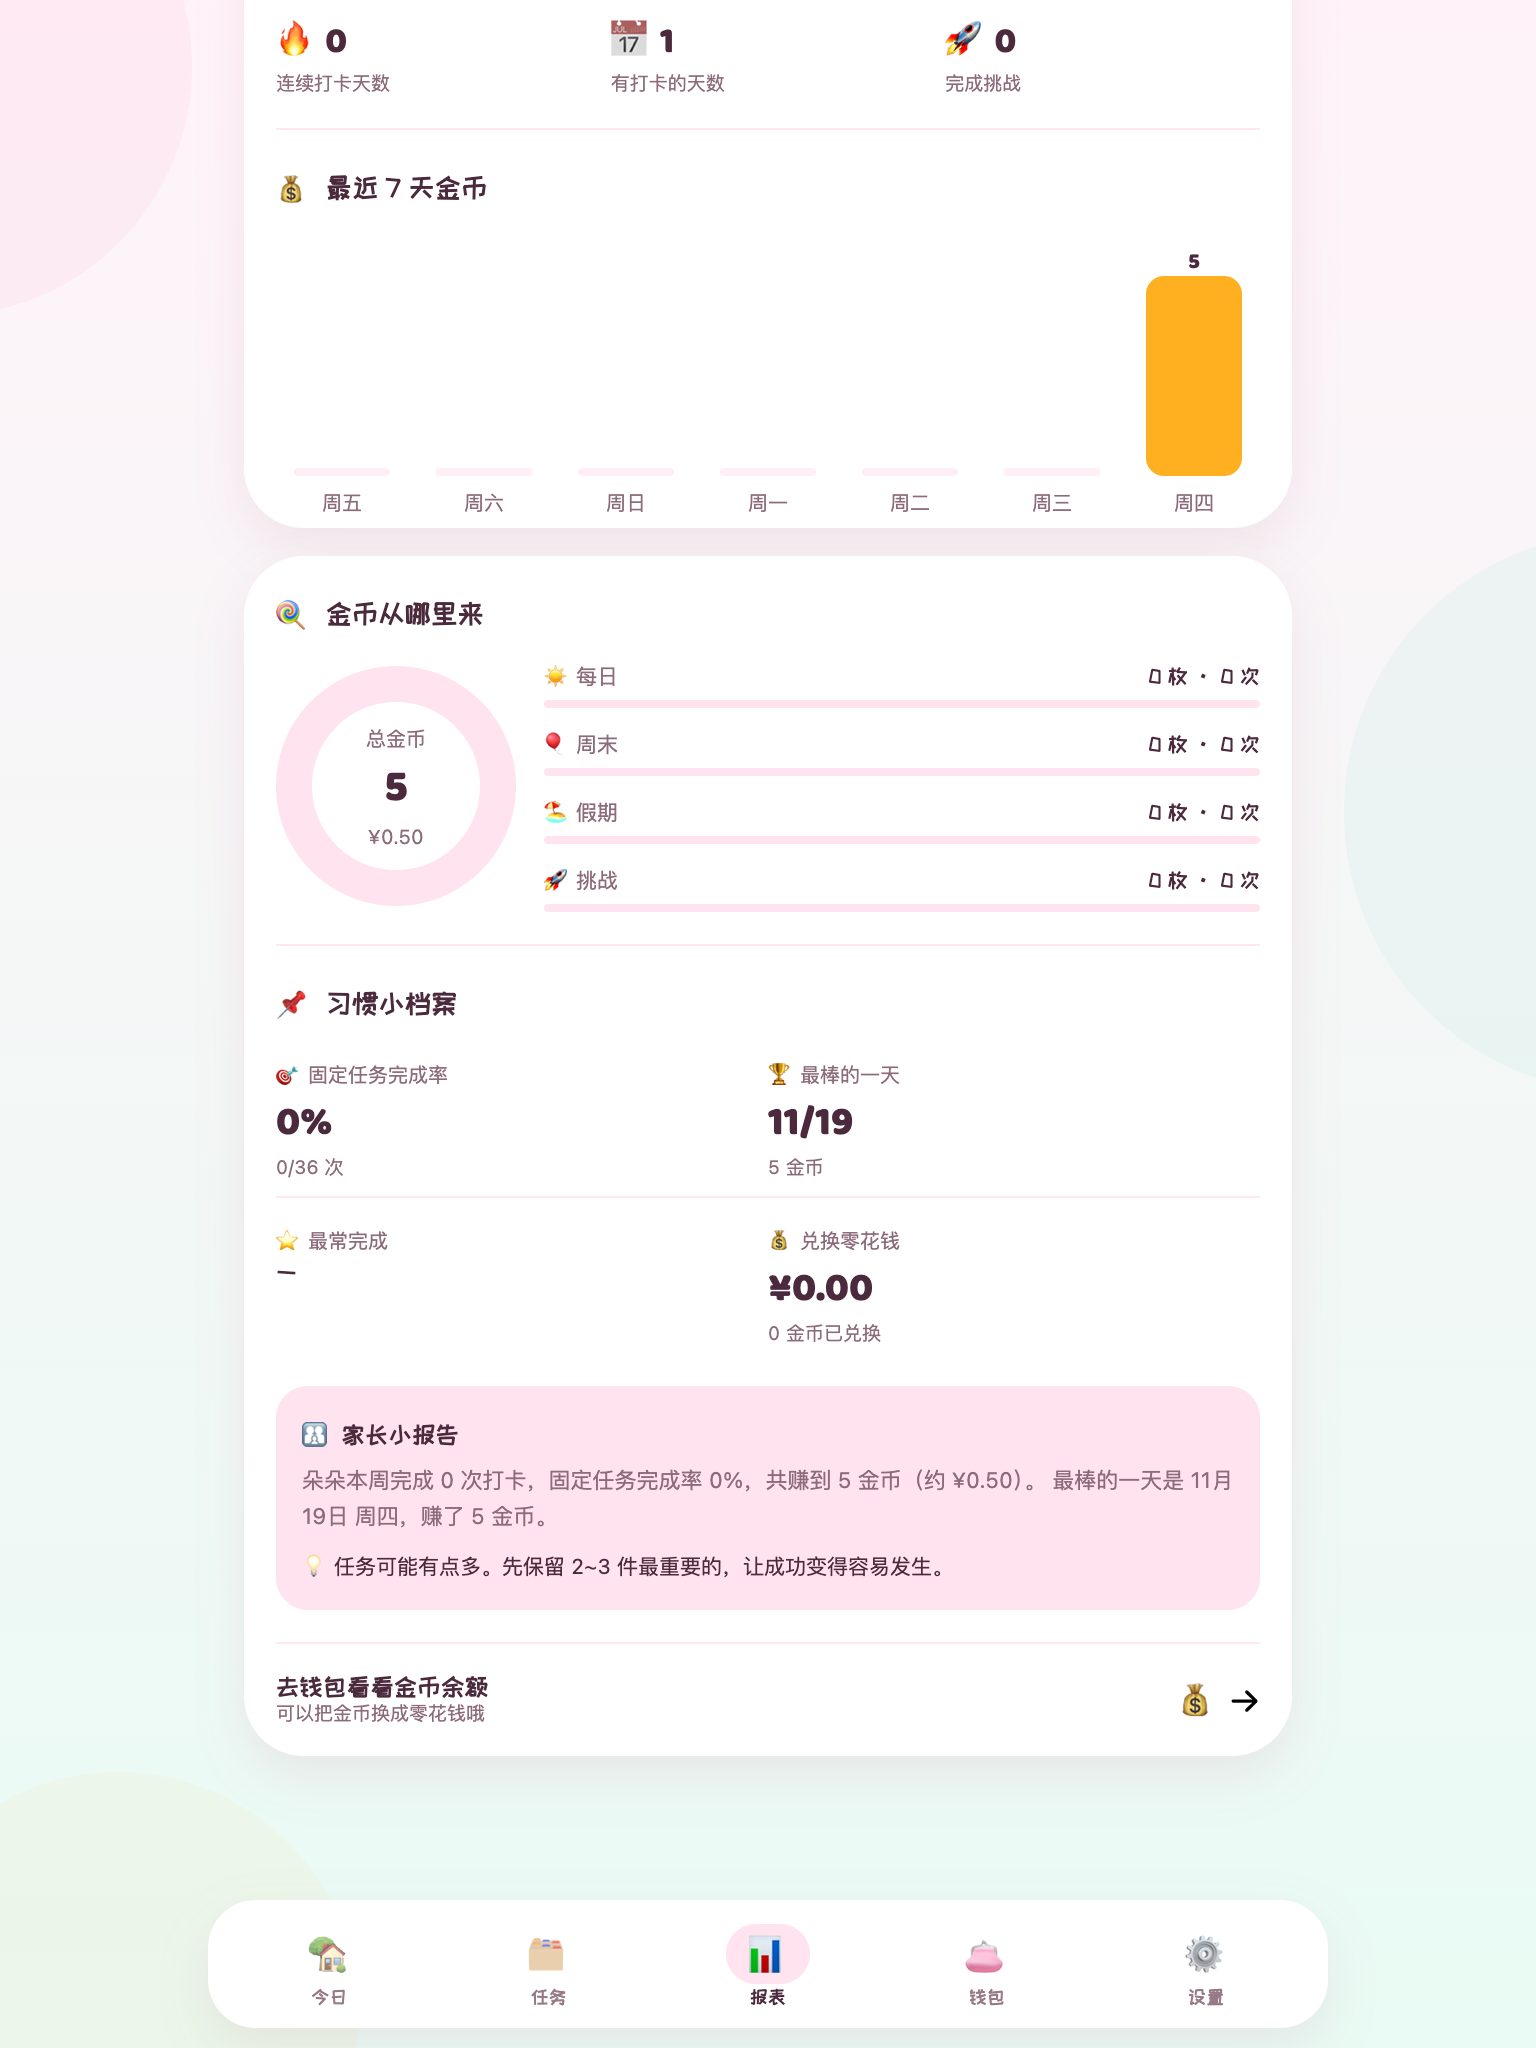 0
连续打卡天数
1
有打卡的天数
0
完成挑战
最近 7 天金币
5
周五 周六 周日 周一 周二 周三 周四
金币从哪里来
总金币
5
¥0.50
每日 0 枚 · 0 次
周末 0 枚 · 0 次
假期 0 枚 · 0 次
挑战 0 枚 · 0 次
习惯小档案
固定任务完成率
0%
0/36 次
最棒的一天
11/19
5 金币
最常完成
—
兑换零花钱
¥0.00
0 金币已兑换
家长小报告
朵朵本周完成 0 次打卡，固定任务完成率 0%，共赚到 5 金币（约 ¥0.50）。 最棒的一天是 11月
19日 周四，赚了 5 金币。
任务可能有点多。先保留 2~3 件最重要的，让成功变得容易发生。
去钱包看看金币余额
可以把金币换成零花钱哦
今日 任务 报表 钱包 设置